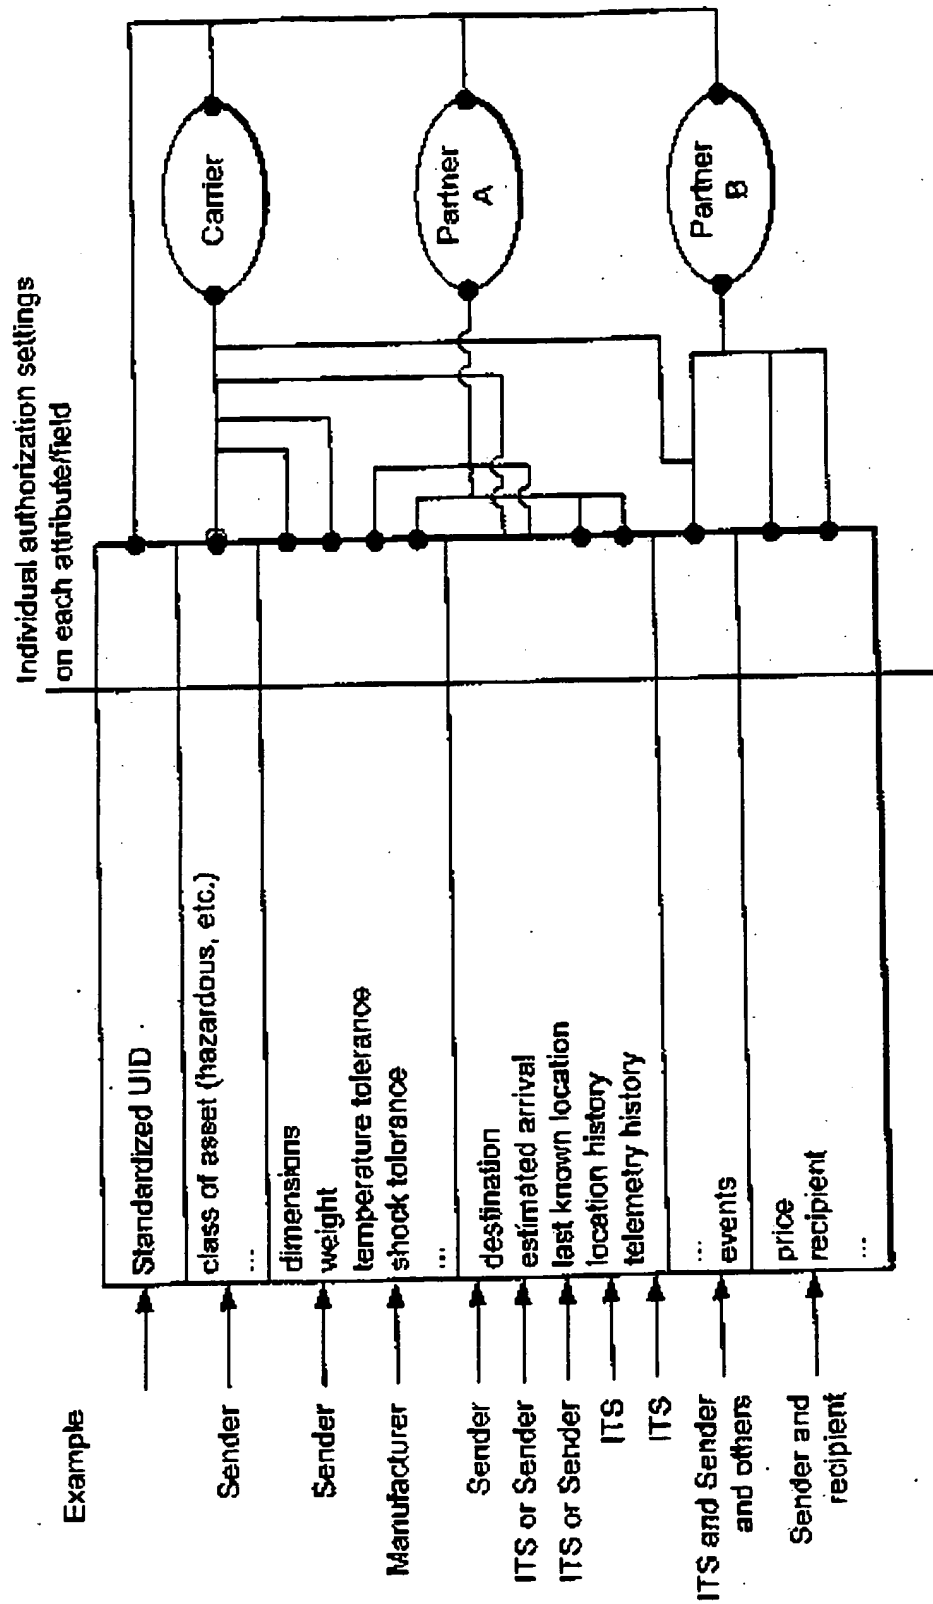 Example
Individual authorization settings
on each attribute/field
Sender
Sender
Manufacturer
Sender
ITS or Sender
ITS or Sender
ITS
ITS
ITS and Sender
and others
Sender and
recipient
Standardized UID
class of asset (hazardous, etc.)
...
dimensions
weight
temperature tolerance
shock tolorance
...
destination
estimated arrival
last known location
location history
telemetry history
...
events
price
recipient
...
Carrier
Partner
A
Partner
B